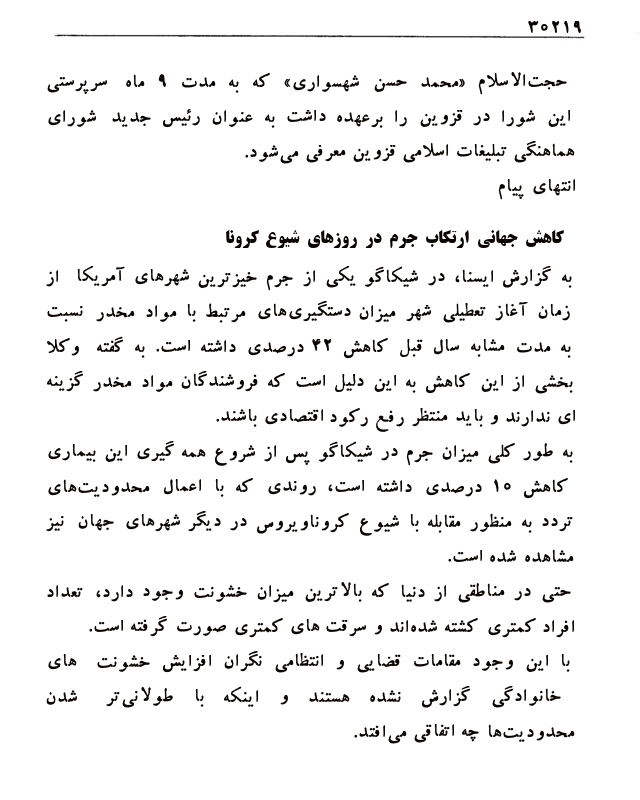 ۳۰۲۱۹
حجت‌الاسلام «محمد حسن شهسواری» که به مدت ۹ ماه سرپرستی
این شورا در قزوین را برعهده داشت به عنوان رئیس جدید شورای
هماهنگی تبلیغات اسلامی قزوین معرفی می‌شود.
انتهای پیام
کاهش جهانی ارتکاب جرم در روزهای شیوع کرونا
به گزارش ایسنا، در شیکاگو یکی از جرم خیزترین شهرهای آمریکا از
زمان آغاز تعطیلی شهر میزان دستگیری‌های مرتبط با مواد مخدر نسبت
به مدت مشابه سال قبل کاهش ۴۲ درصدی داشته است. به گفته وکلا
بخشی از این کاهش به این دلیل است که فروشندگان مواد مخدر گزینه
ای ندارند و باید منتظر رفع رکود اقتصادی باشند.
به طور کلی میزان جرم در شیکاگو پس از شروع همه گیری این بیماری
کاهش ۱۰ درصدی داشته است، روندی که با اعمال محدودیت‌های
تردد به منظور مقابله با شیوع کروناویروس در دیگر شهرهای جهان نیز
مشاهده شده است.
حتی در مناطقی از دنیا که بالاترین میزان خشونت وجود دارد، تعداد
افراد کمتری کشته شده‌اند و سرقت های کمتری صورت گرفته است.
با این وجود مقامات قضایی و انتظامی نگران افزایش خشونت های
خانوادگی گزارش نشده هستند و اینکه با طولانی‌تر شدن
محدودیت‌ها چه اتفاقی می‌افتد.